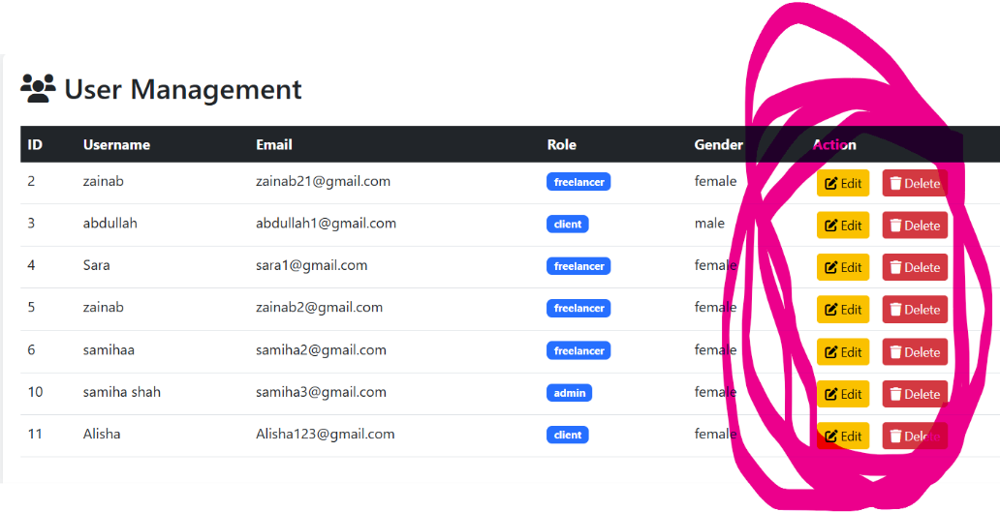 User Management
ID Username Email Role Gender Action
2 zainab zainab21@gmail.com freelancer female Edit Delete
3 abdullah abdullah1@gmail.com client male Edit Delete
4 Sara sara1@gmail.com freelancer female Edit Delete
5 zainab zainab2@gmail.com freelancer female Edit Delete
6 samihaa samiha2@gmail.com freelancer female Edit Delete
10 samiha shah samiha3@gmail.com admin female Edit Delete
11 Alisha Alisha123@gmail.com client female Edit Delete